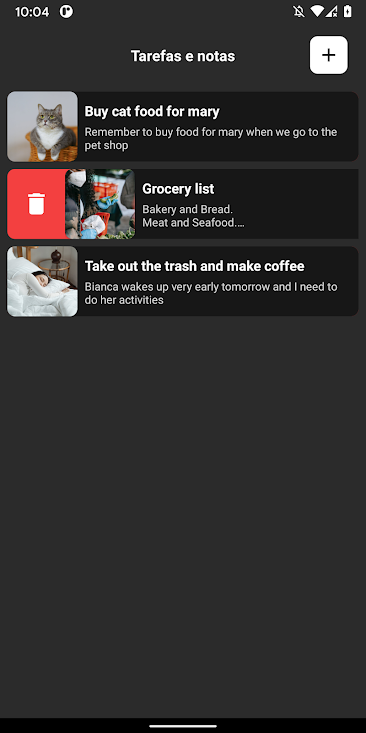 10:04
Tarefas e notas
Buy cat food for mary
Remember to buy food for mary when we go to the
pet shop
Grocery list
Bakery and Bread.
Meat and Seafood.…
Take out the trash and make coffee
Bianca wakes up very early tomorrow and I need to
do her activities